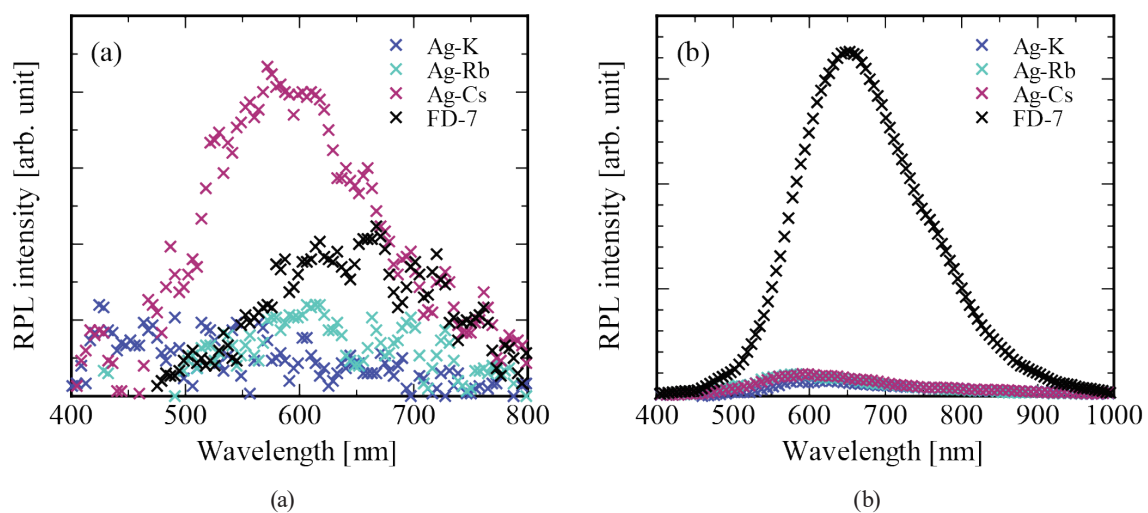 (a)
Ag-K
Ag-Rb
Ag-Cs
FD-7
RPL intensity [arb. unit]
400 500 600 700 800
Wavelength [nm]
(a)
(b)
Ag-K
Ag-Rb
Ag-Cs
FD-7
RPL intensity [arb. unit]
400 500 600 700 800 900 1000
Wavelength [nm]
(b)